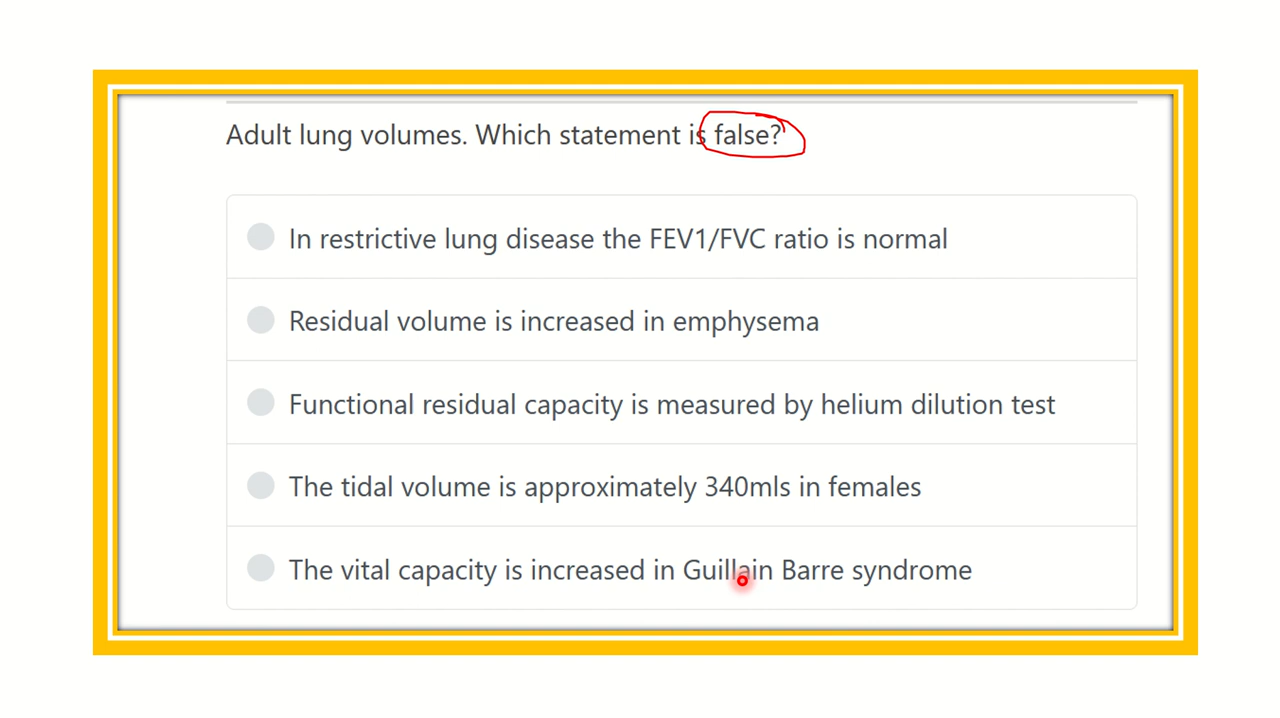 Adult lung volumes. Which statement is false?
In restrictive lung disease the FEV1/FVC ratio is normal
Residual volume is increased in emphysema
Functional residual capacity is measured by helium dilution test
The tidal volume is approximately 340mls in females
The vital capacity is increased in Guillain Barre syndrome